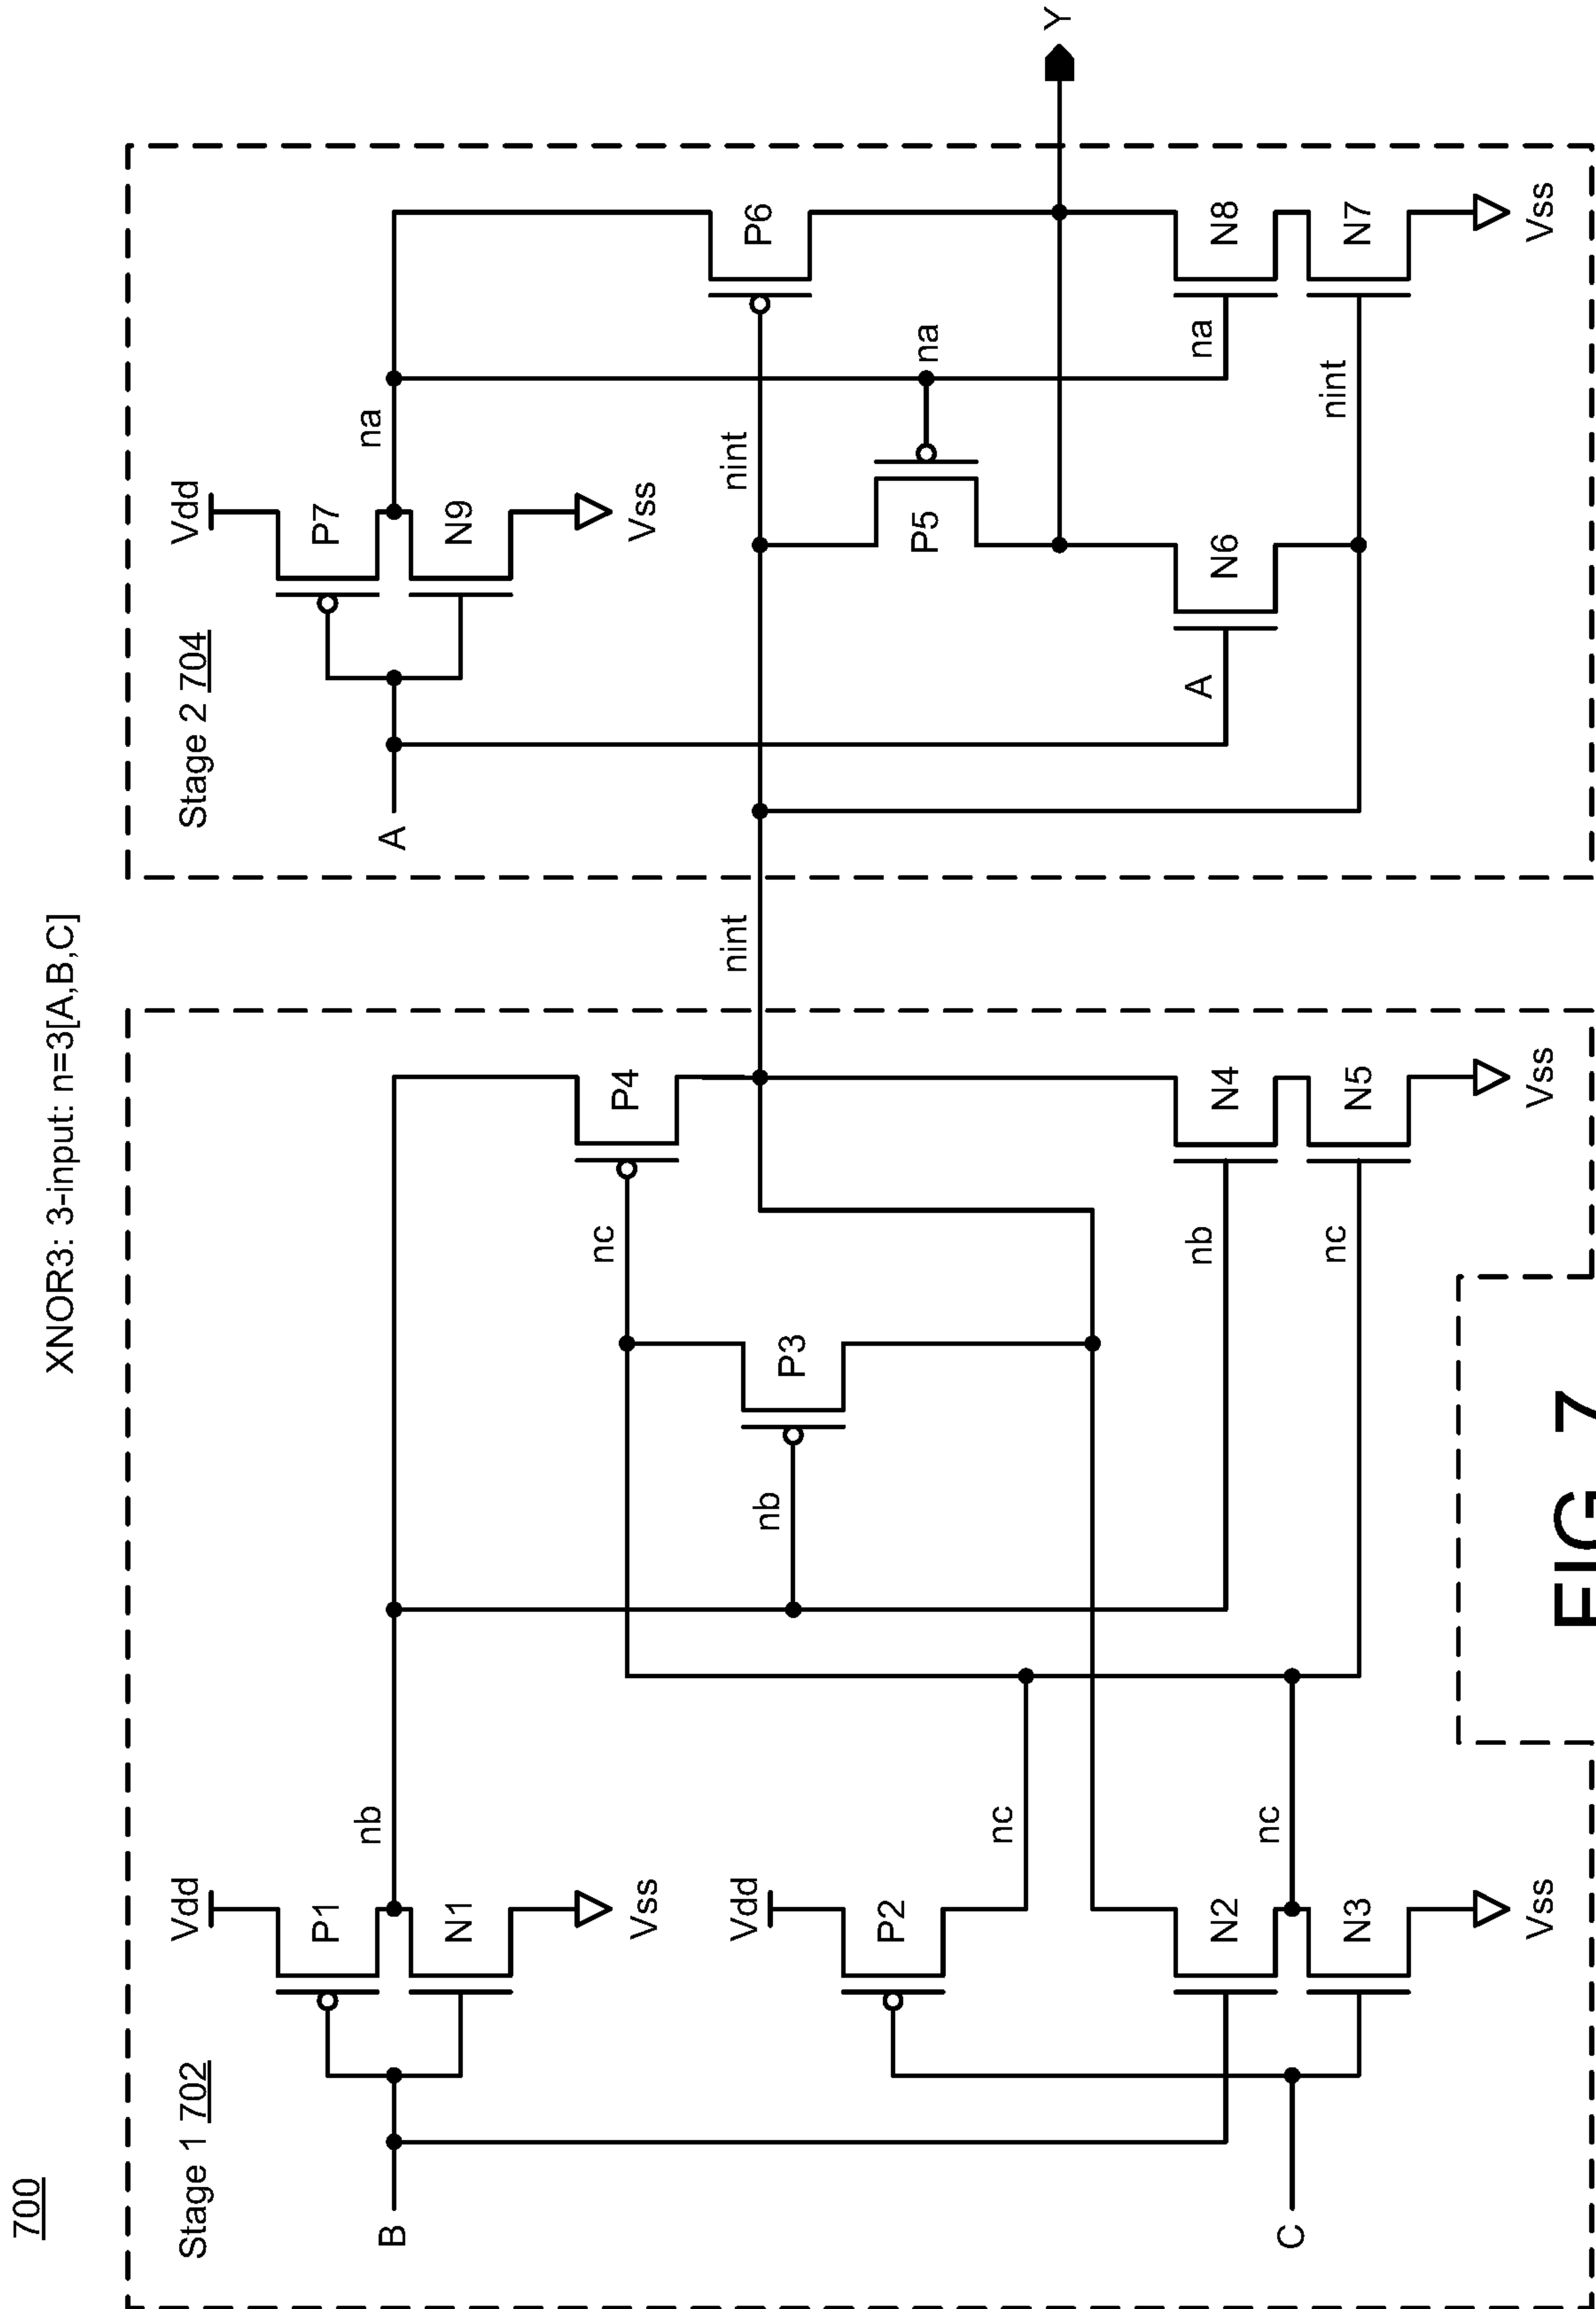 700
XNOR3: 3-input: n=3[A,B,C]
Stage 1 702
Vdd
P1
N1
Vss
nb
B
Vdd
P2
nc
N2
nc
N3
Vss
C
nb
P3
nc
P4
nb
N4
nc
N5
Vss
nint
Stage 2 704
Vdd
P7
N9
Vss
na
A
nint
P6
na
P5
A
N6
na
N8
nint
N7
Vss
Y
FIG. 7